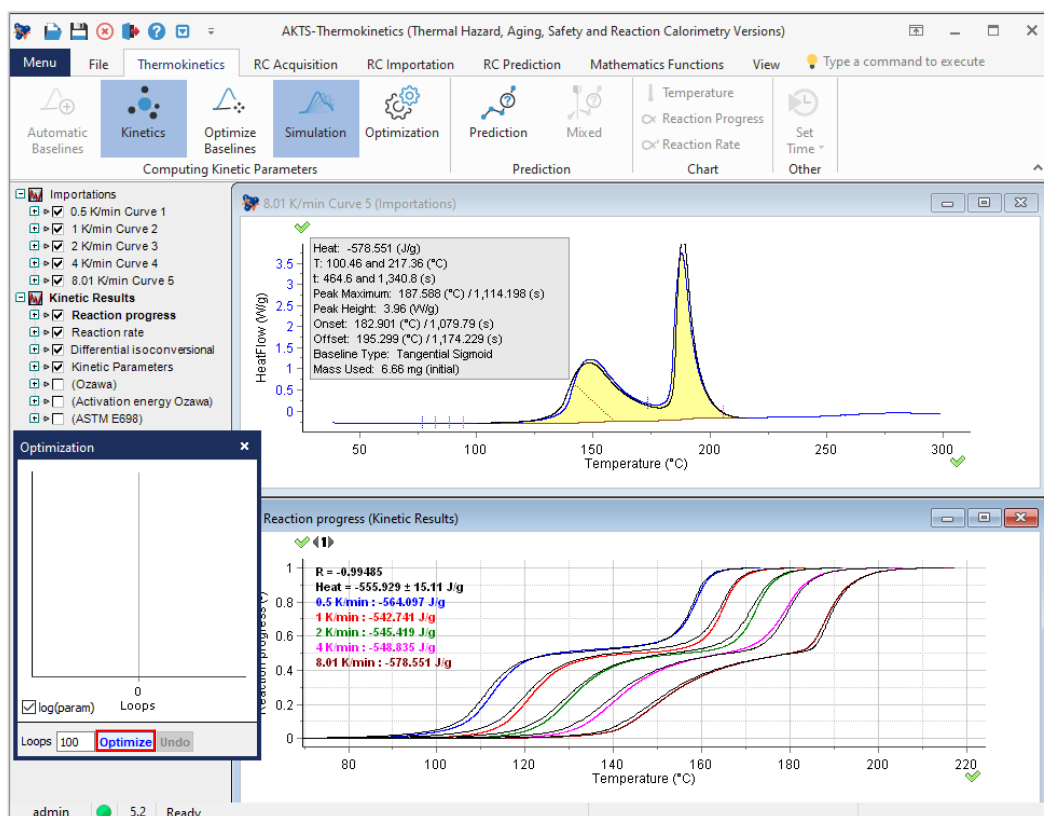 AKTS-Thermokinetics (Thermal Hazard, Aging, Safety and Reaction Calorimetry Versions)
Menu File Thermokinetics RC Acquisition RC Importation RC Prediction Mathematics Functions View Type a command to execute
Automatic Baselines
Kinetics
Optimize Baselines
Simulation
Optimization
Prediction
Mixed
Temperature
Reaction Progress
Reaction Rate
Set Time
Computing Kinetic Parameters Prediction Chart Other
Importations
0.5 K/min Curve 1
1 K/min Curve 2
2 K/min Curve 3
4 K/min Curve 4
8.01 K/min Curve 5
Kinetic Results
Reaction progress
Reaction rate
Differential isoconversional
Kinetic Parameters
(Ozawa)
(Activation energy Ozawa)
(ASTM E698)
Optimization
0
log(param) Loops
Loops 100 Optimize Undo
8.01 K/min Curve 5 (Importations)
Heat: -578.551 (J/g)
T: 100.46 and 217.36 (°C)
t: 464.6 and 1,340.8 (s)
Peak Maximum: 187.588 (°C) / 1,114.198 (s)
Peak Height: 3.96 (W/g)
Onset: 182.901 (°C) / 1,079.79 (s)
Offset: 195.299 (°C) / 1,174.229 (s)
Baseline Type: Tangential Sigmoid
Mass Used: 6.66 mg (initial)
HeatFlow (W/g)
3.5
3
2.5
2
1.5
1
0.5
0
50 100 150 200 250 300
Temperature (°C)
Reaction progress (Kinetic Results)
1
R = -0.99485
Heat = -555.929 ± 15.11 J/g
0.5 K/min : -564.097 J/g
1 K/min : -542.741 J/g
2 K/min : -545.419 J/g
4 K/min : -548.835 J/g
8.01 K/min : -578.551 J/g
1
0.8
0.6
0.4
0.2
0
80 100 120 140 160 180 200 220
Temperature (°C)
admin 5.2 Ready